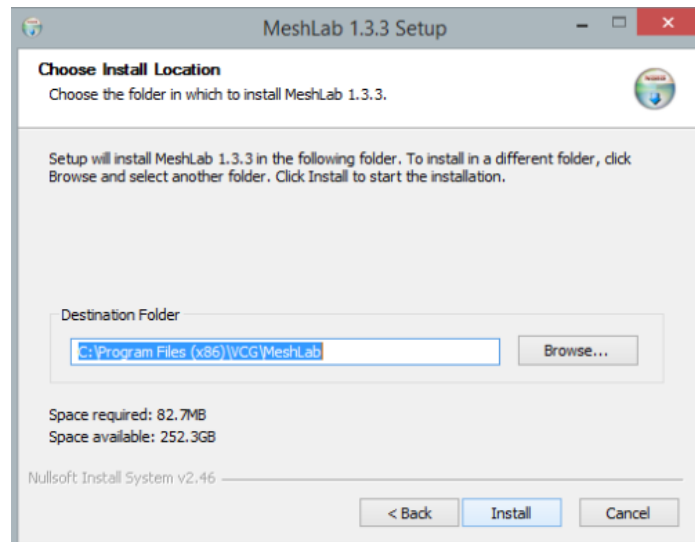 MeshLab 1.3.3 Setup
Choose Install Location
Choose the folder in which to install MeshLab 1.3.3.
Setup will install MeshLab 1.3.3 in the following folder. To install in a different folder, click
Browse and select another folder. Click Install to start the installation.
Destination Folder
C:\Program Files (x86)\VCG\MeshLab
Browse...
Space required: 82.7MB
Space available: 252.3GB
Nullsoft Install System v2.46
< Back
Install
Cancel